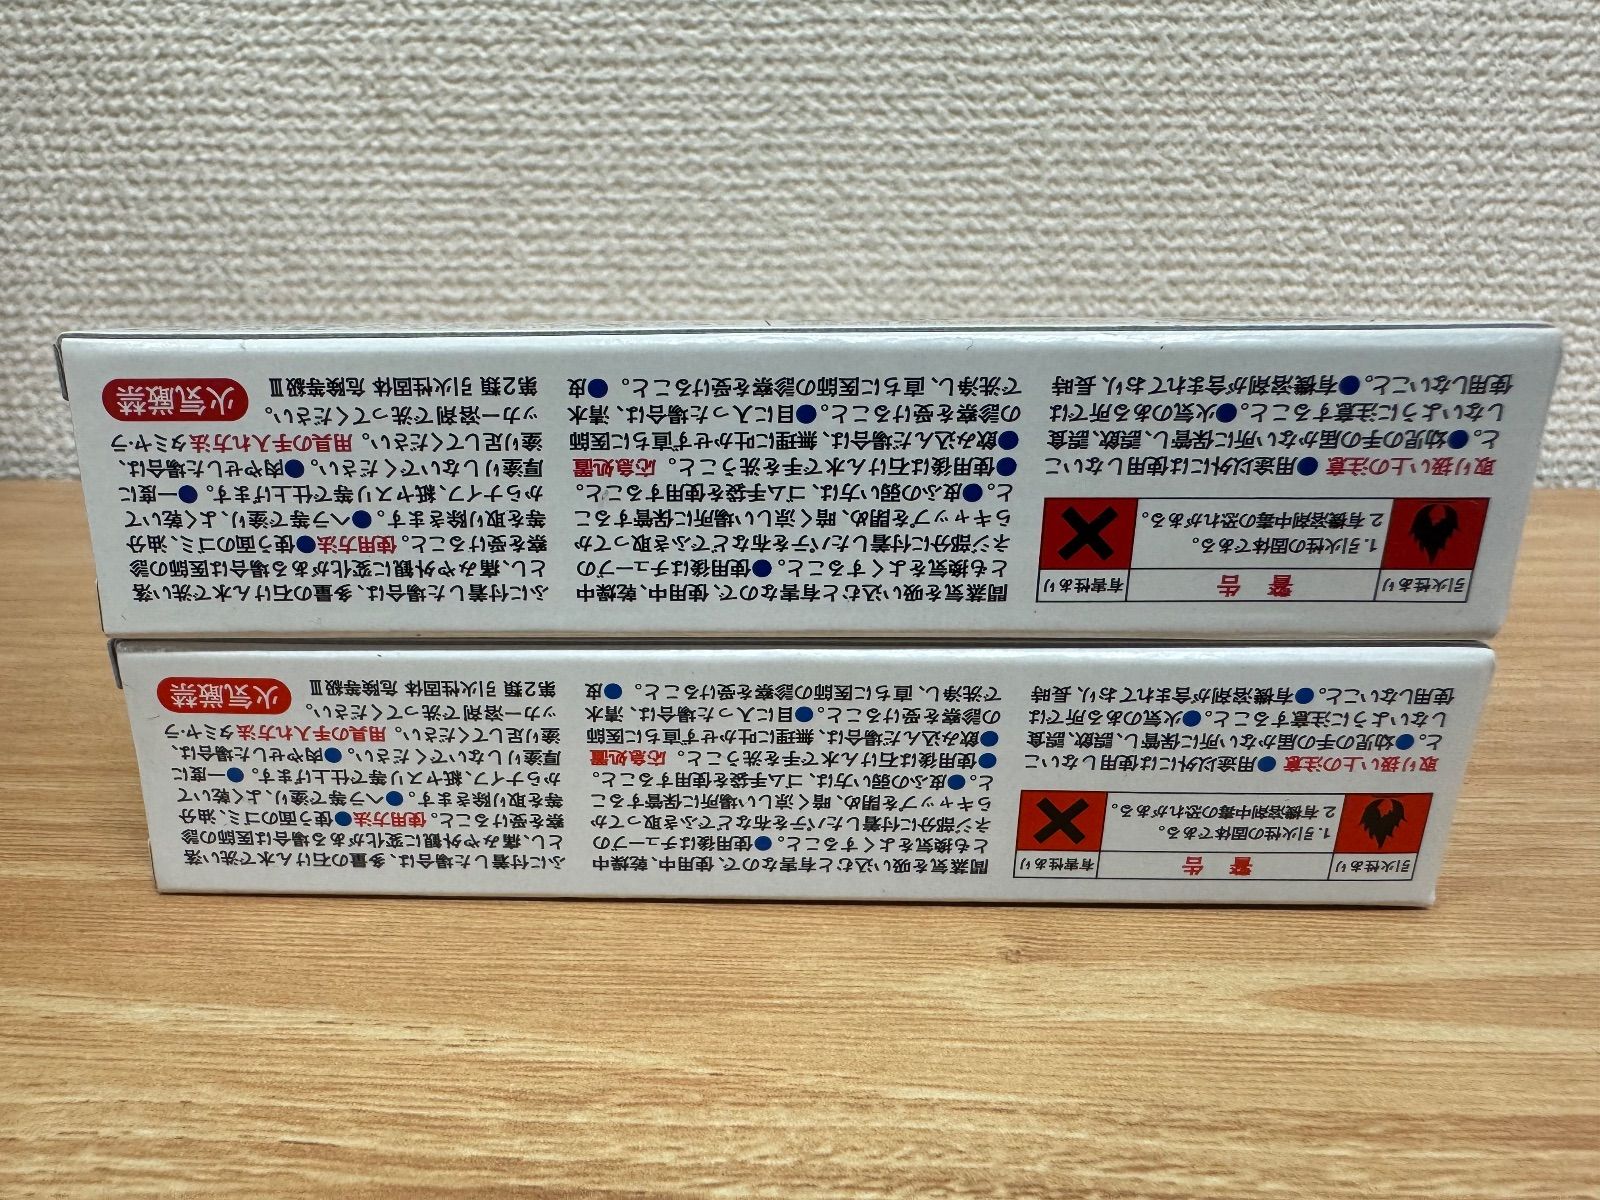 引火性あり 警告 有害性あり
1.引火性の固体である。
2.有機溶剤中毒の恐れがある。
取り扱い上の注意 ●用途以外には使用しないこ
と。●幼児の手の届かない所に保管し、誤飲、誤食
しないように注意すること。●火気のある所では
使用しないこと。●有機溶剤が含まれており、長時
間蒸気を吸い込むと有害なので、使用中、乾燥中
とも換気をよくすること。●使用後はチューブの
ネジ部分に付着したパテを布などでふき取ってか
らキャップを閉め、暗く涼しい場所に保管するこ
と。●皮ふの弱い方は、ゴム手袋を使用すること。
●使用後は石けん水で手を洗うこと。 応急処置
●飲み込んだ場合は、無理に吐かせず直ちに医師
の診察を受けること。●目に入った場合は、清水
で洗浄し、直ちに医師の診察を受けること。●皮
ふに付着した場合は、多量の石けん水で洗い落
とし、痛みや外観に変化がある場合は医師の診
察を受けること。使用方法●使う面のゴミ、油分
等を取り除きます。●ヘラ等で塗り、よく乾いて
からナイフ、紙ヤスリ等で仕上げます。●一度に
厚塗りしないでください。●肉やせした場合は、
塗り足してください。用具の手入れ方法 タミヤラ
ッカー溶剤で洗ってください。
第2類 引火性固体 危険等級Ⅲ 火気厳禁
引火性あり 警告 有害性あり
1.引火性の固体である。
2.有機溶剤中毒の恐れがある。
取り扱い上の注意 ●用途以外には使用しないこ
と。●幼児の手の届かない所に保管し、誤飲、誤食
しないように注意すること。●火気のある所では
使用しないこと。●有機溶剤が含まれており、長時
間蒸気を吸い込むと有害なので、使用中、乾燥中
とも換気をよくすること。●使用後はチューブの
ネジ部分に付着したパテを布などでふき取ってか
らキャップを閉め、暗く涼しい場所に保管するこ
と。●皮ふの弱い方は、ゴム手袋を使用すること。
●使用後は石けん水で手を洗うこと。 応急処置
●飲み込んだ場合は、無理に吐かせず直ちに医師
の診察を受けること。●目に入った場合は、清水
で洗浄し、直ちに医師の診察を受けること。●皮
ふに付着した場合は、多量の石けん水で洗い落
とし、痛みや外観に変化がある場合は医師の診
察を受けること。使用方法●使う面のゴミ、油分
等を取り除きます。●ヘラ等で塗り、よく乾いて
からナイフ、紙ヤスリ等で仕上げます。●一度に
厚塗りしないでください。●肉やせした場合は、
塗り足してください。用具の手入れ方法 タミヤラ
ッカー溶剤で洗ってください。
第2類 引火性固体 危険等級Ⅲ 火気厳禁